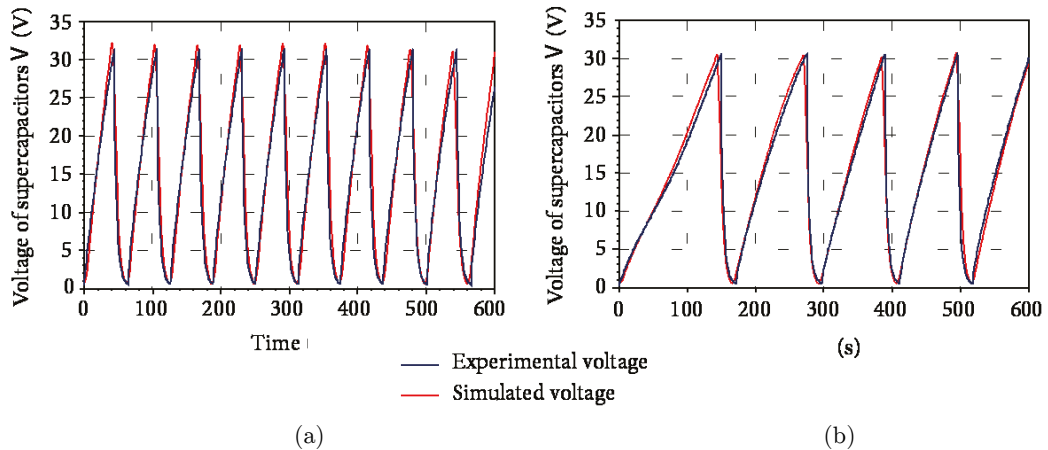 Voltage of supercapacitors V (V)
35
30
25
20
15
10
5
0
0 100 200 300 400 500 600
Time
Voltage of supercapacitors V (V)
35
30
25
20
15
10
5
0
0 100 200 300 400 500 600
(s)
Experimental voltage
Simulated voltage
(a)
(b)